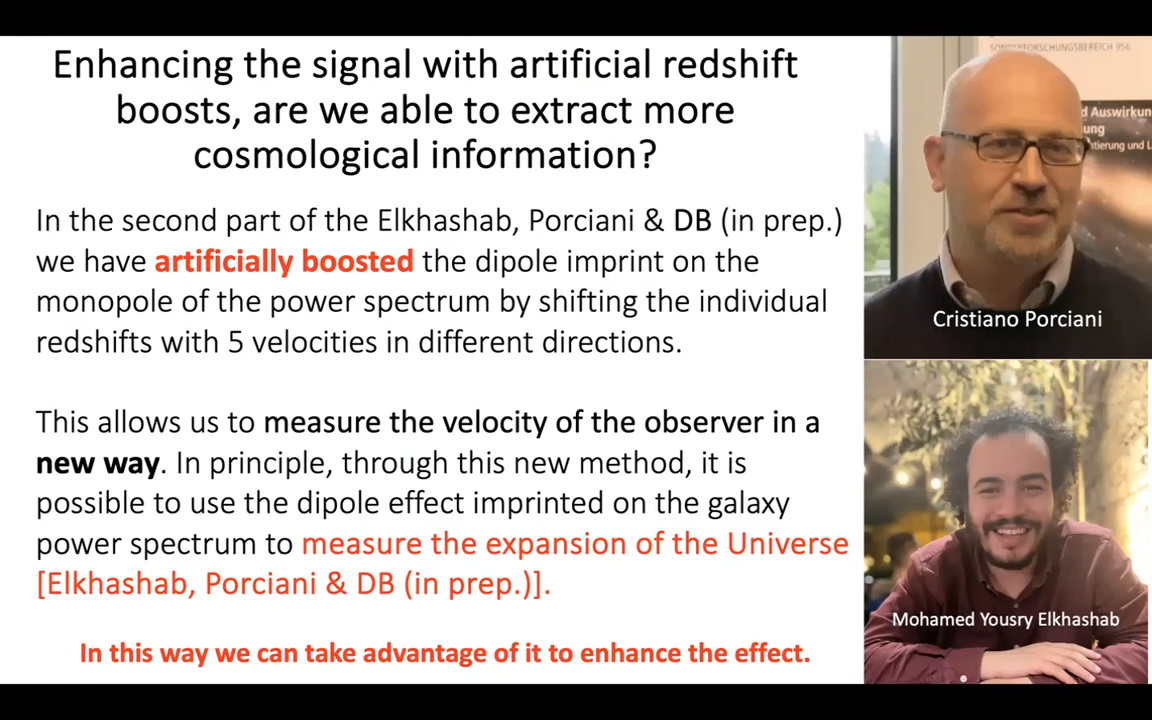 Enhancing the signal with artificial redshift
boosts, are we able to extract more
cosmological information?
In the second part of the Elkhashab, Porciani & DB (in prep.)
we have artificially boosted the dipole imprint on the
monopole of the power spectrum by shifting the individual
redshifts with 5 velocities in different directions.
This allows us to measure the velocity of the observer in a
new way. In principle, through this new method, it is
possible to use the dipole effect imprinted on the galaxy
power spectrum to measure the expansion of the Universe
[Elkhashab, Porciani & DB (in prep.)].
In this way we can take advantage of it to enhance the effect.
SONDERFORSCHUNGSBEREICH 956
d Auswirkun
ung
ntierung und L
Cristiano Porciani
Mohamed Yousry Elkhashab